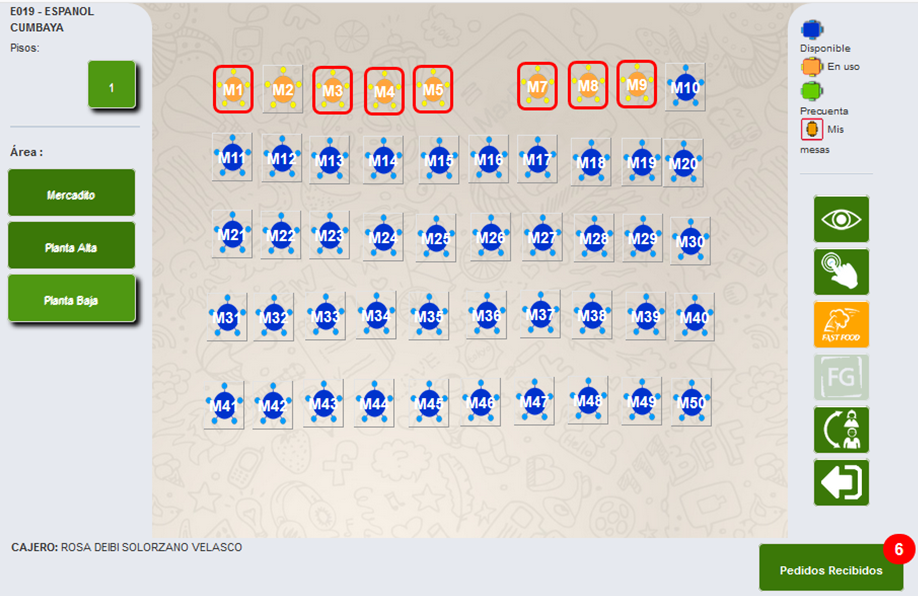 E019 - ESPANOL
CUMBAYA
Pisos:
1
Área :
Mercadito
Planta Alta
Planta Baja
M1 M2 M3 M4 M5 M7 M8 M9 M10
M11 M12 M13 M14 M15 M16 M17 M18 M19 M20
M21 M22 M23 M24 M25 M26 M27 M28 M29 M30
M31 M32 M33 M34 M35 M36 M37 M38 M39 M40
M41 M42 M43 M44 M45 M46 M47 M48 M49 M50
Disponible
En uso
Precuenta
Mis
mesas
FAST FOOD
FG
CAJERO: ROSA DEIBI SOLORZANO VELASCO
6
Pedidos Recibidos